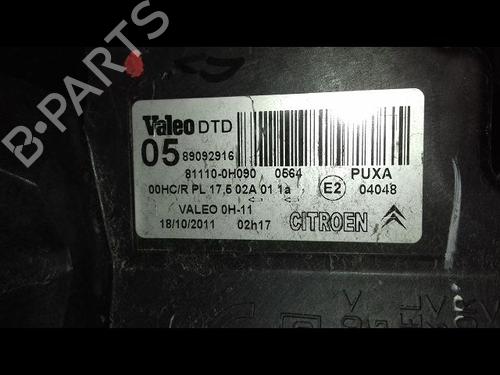 Valeo DTD
05 89092916
81110-0H090 0564 PUXA
00HC/R PL 17,5 02A 01 1a E2 04048
VALEO 0H-11
18/10/2011 02h17 CITROËN
B-PARTS